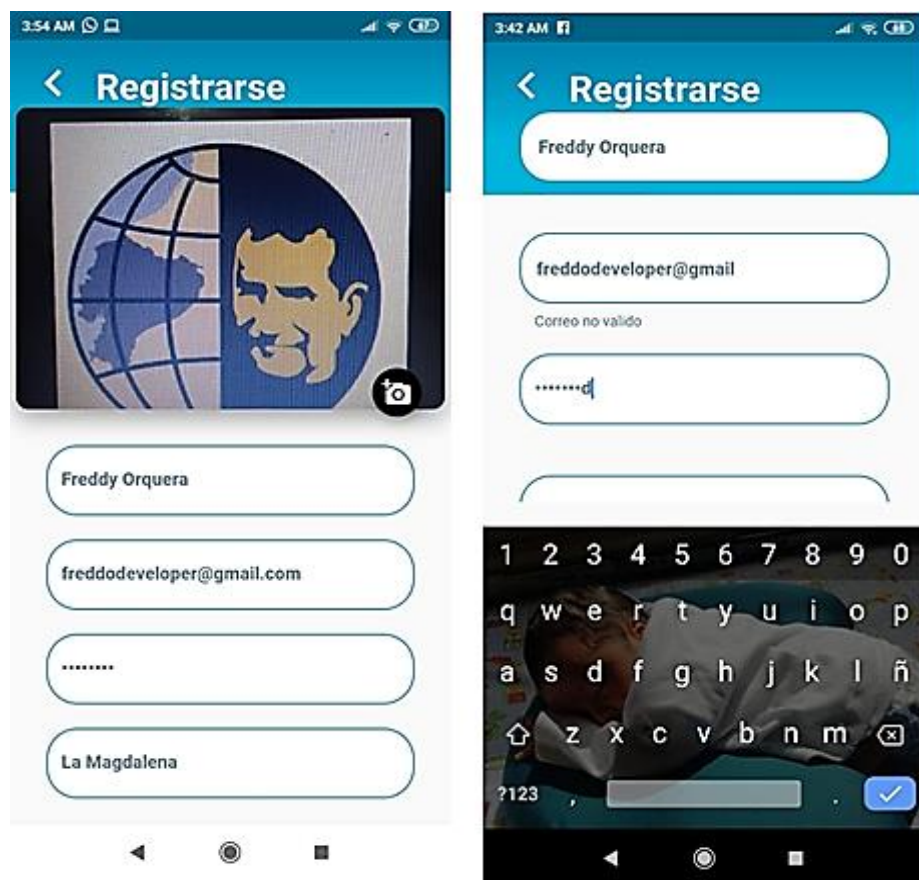 3:54 AM
Registrarse
Freddy Orquera
freddodeveloper@gmail.com
••••••••
La Magdalena
3:42 AM
Registrarse
Freddy Orquera
freddodeveloper@gmail
Correo no valido
•••••••d
1 2 3 4 5 6 7 8 9 0
q w e r t y u i o p
a s d f g h j k l ñ
z x c v b n m
?123 , .